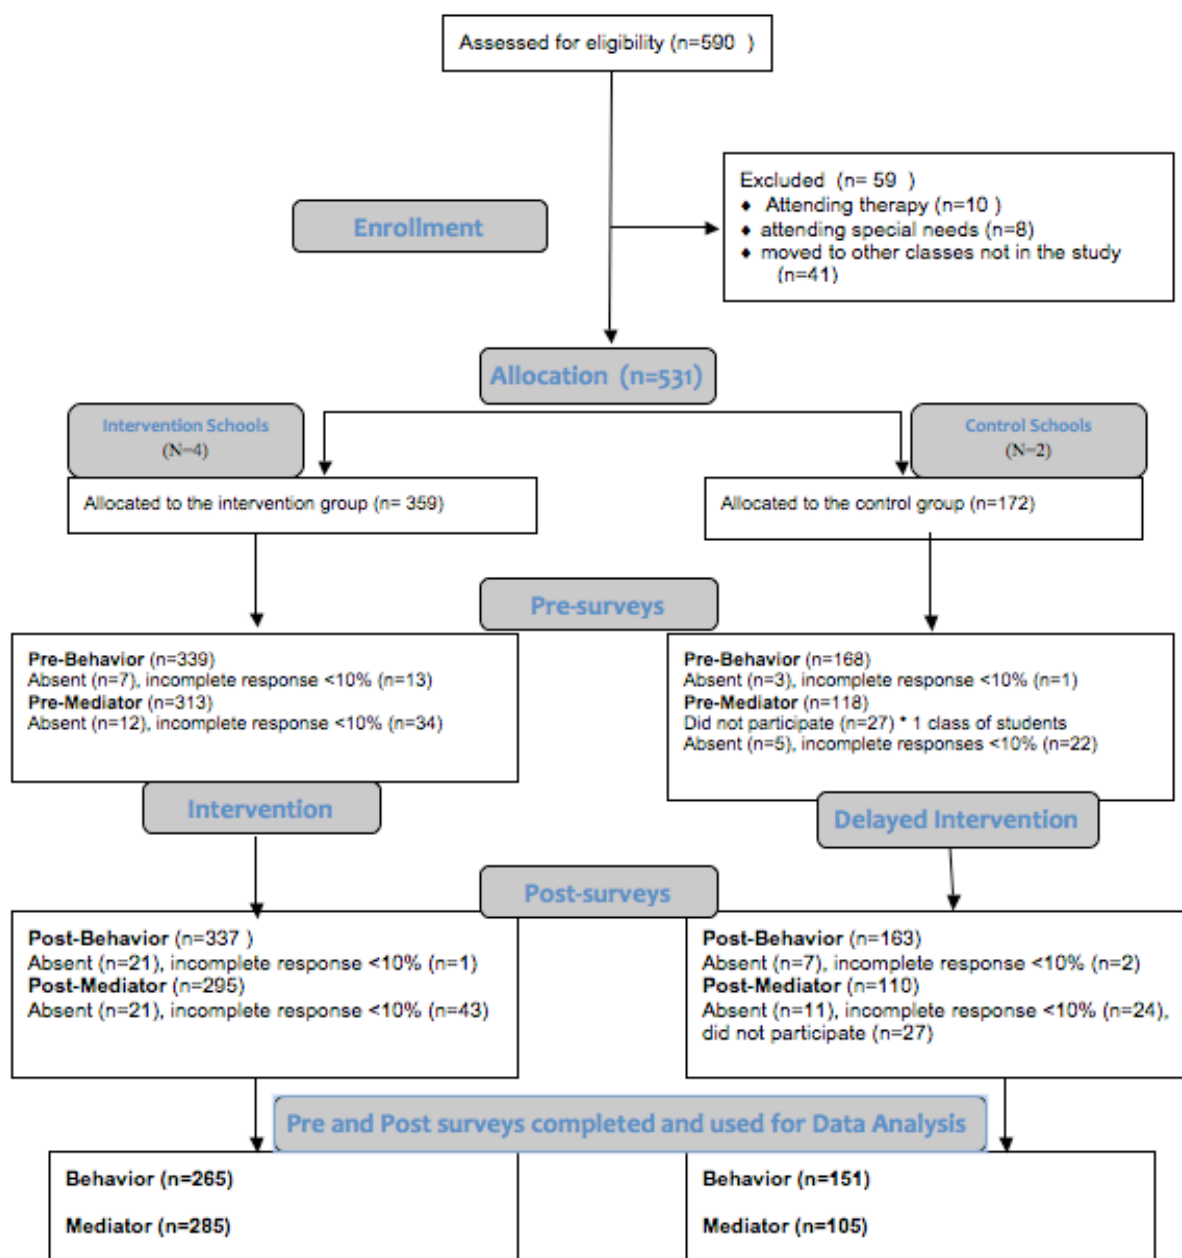 Assessed for eligibility (n=590  )
Excluded  (n= 59  )
♦  Attending therapy (n=10 )
♦ attending special needs (n=8)
♦ moved to other classes not in the study
(n=41)
Enrollment
Allocation  (n=531)
Intervention Schools
(N=4)
Control Schools
(N=2)
Allocated to the intervention group (n= 359)
Allocated to the control group (n=172)
Pre-surveys
Pre-Behavior (n=339)
Absent (n=7), incomplete response <10% (n=13)
Pre-Mediator (n=313)
Absent (n=12), incomplete response <10% (n=34)
Pre-Behavior (n=168)
Absent (n=3), incomplete response <10% (n=1)
Pre-Mediator (n=118)
Did not participate (n=27) * 1 class of students
Absent (n=5), incomplete responses <10% (n=22)
Intervention
Delayed Intervention
Post-surveys
Post-Behavior (n=337 )
Absent (n=21), incomplete response <10% (n=1)
Post-Mediator (n=295)
Absent (n=21), incomplete response <10% (n=43)
Post-Behavior (n=163)
Absent (n=7), incomplete response <10% (n=2)
Post-Mediator (n=110)
Absent (n=11), incomplete response <10% (n=24),
did not participate (n=27)
Pre and Post surveys completed and used for Data Analysis
Behavior (n=265)
Mediator (n=285)
Behavior (n=151)
Mediator (n=105)